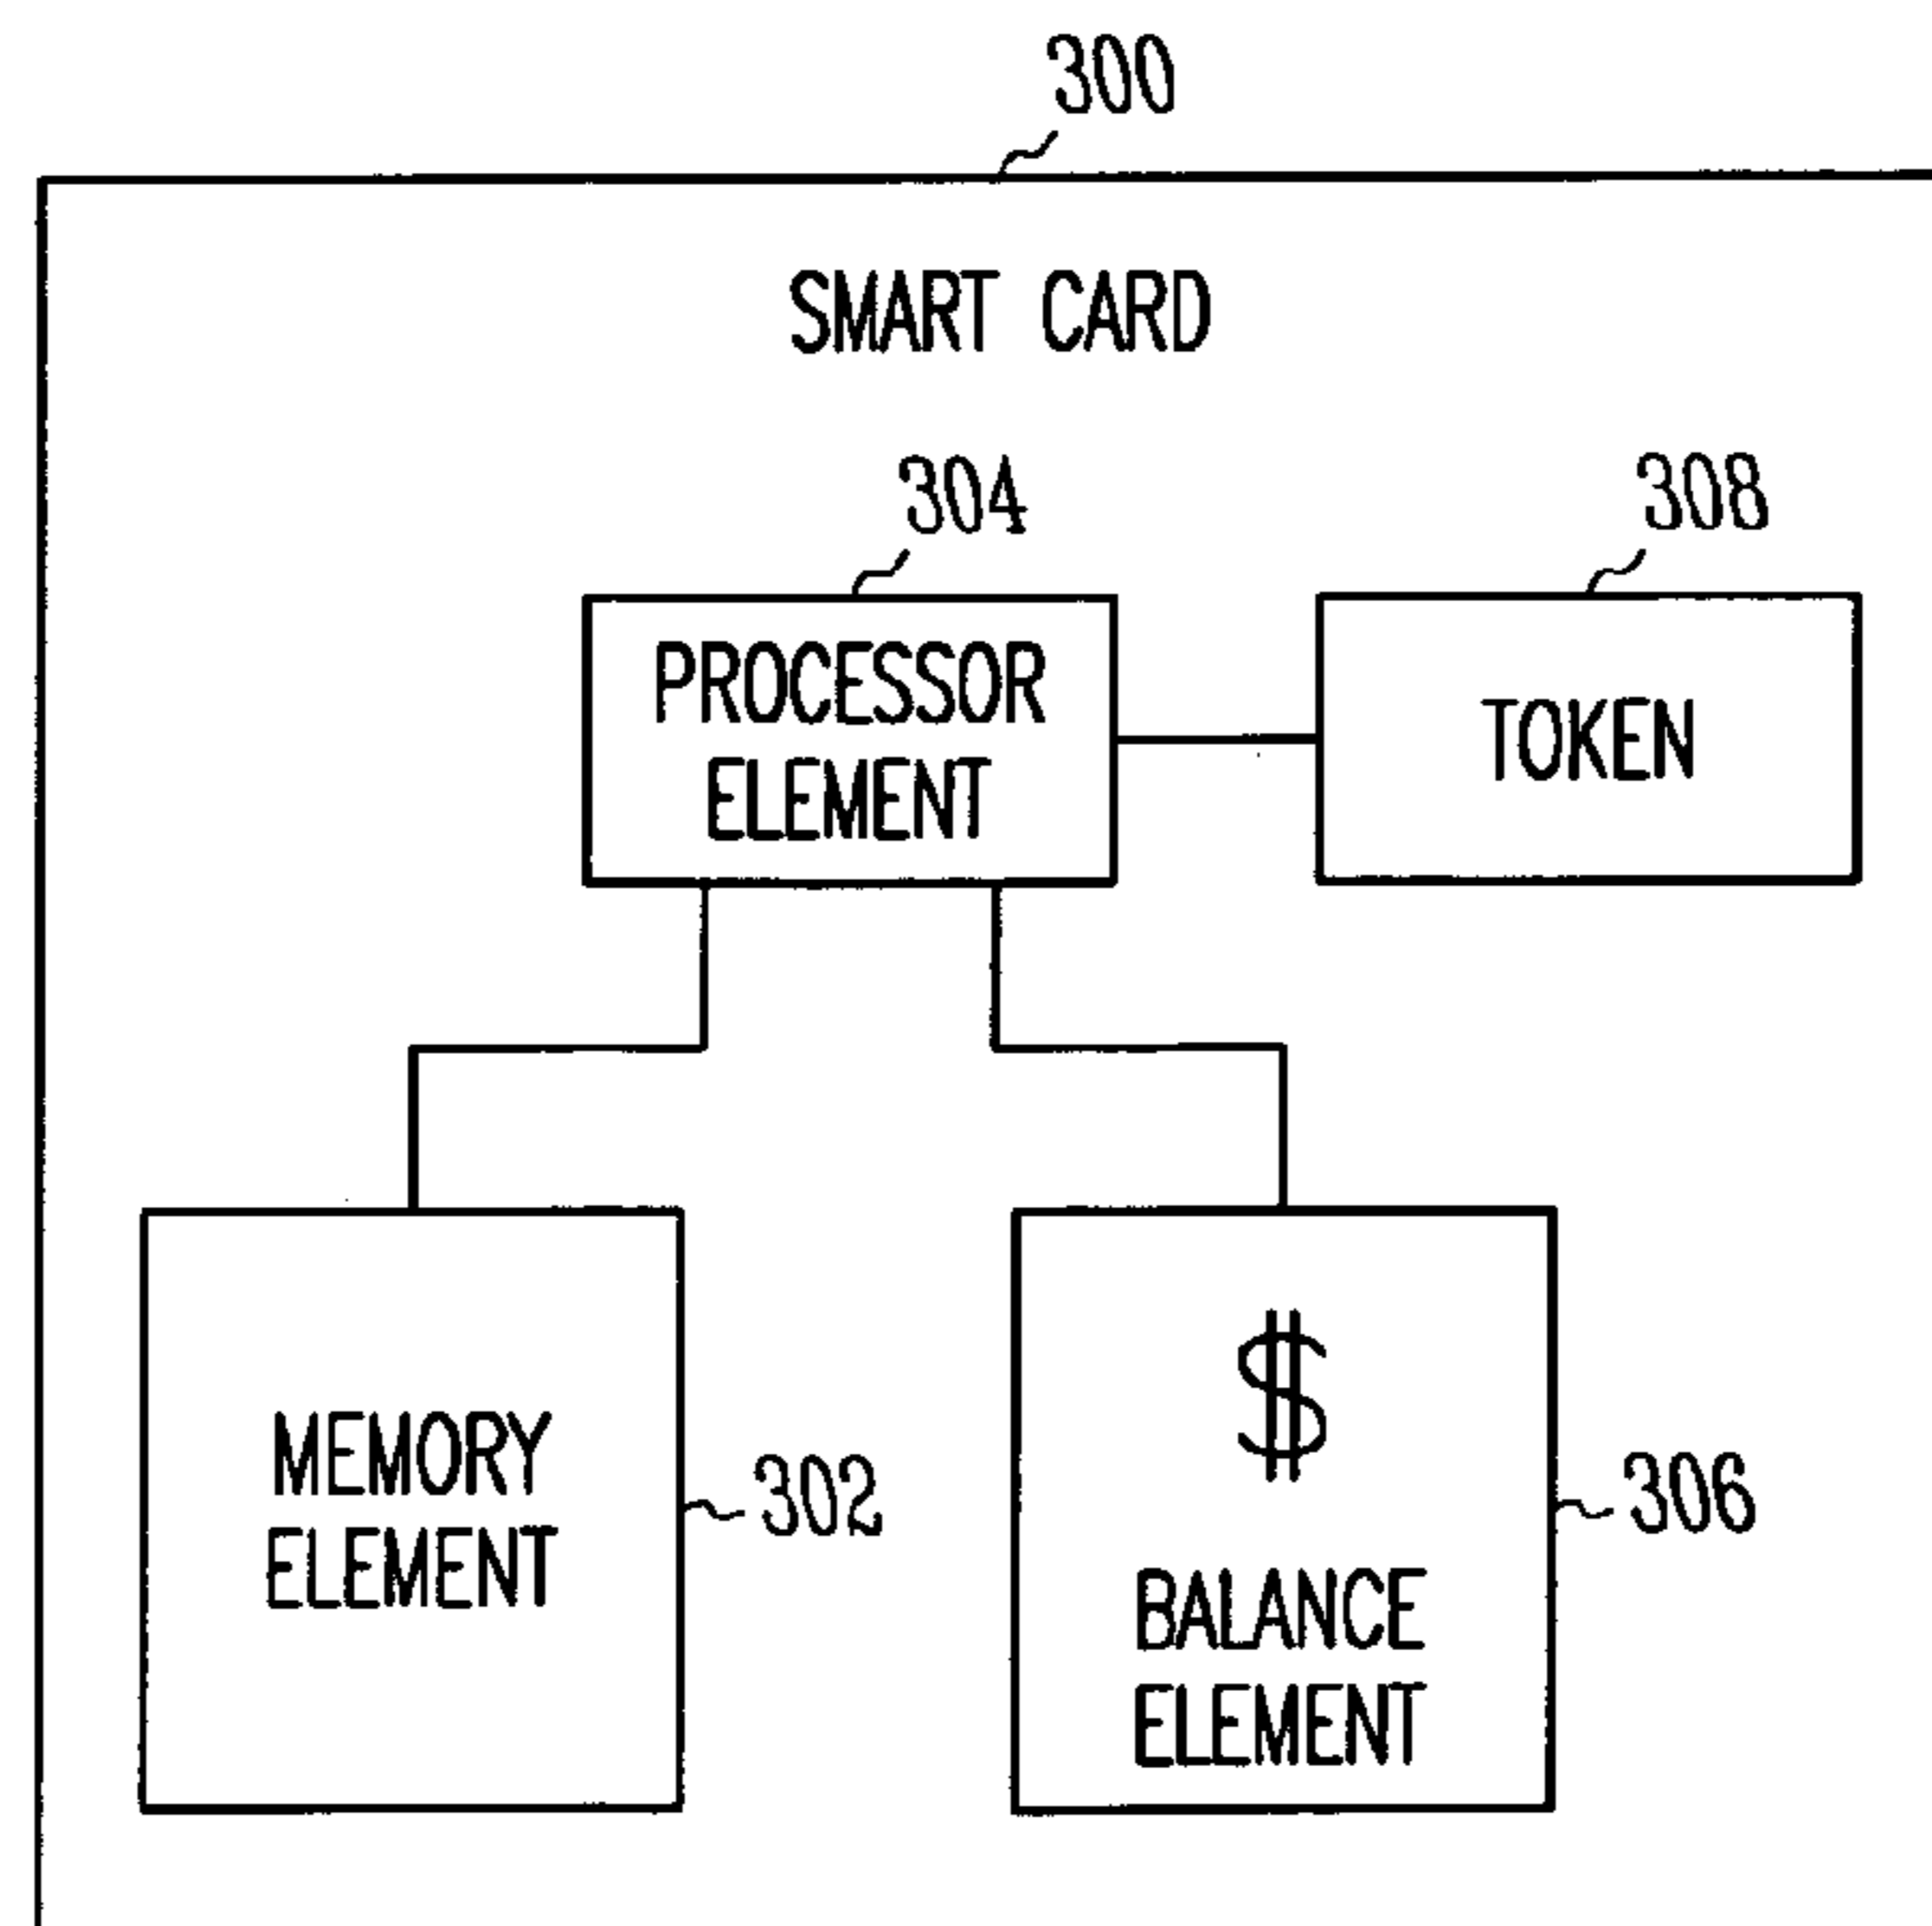 300
SMART CARD
304
308
PROCESSOR
ELEMENT
TOKEN
MEMORY
ELEMENT
302
$
BALANCE
ELEMENT
306